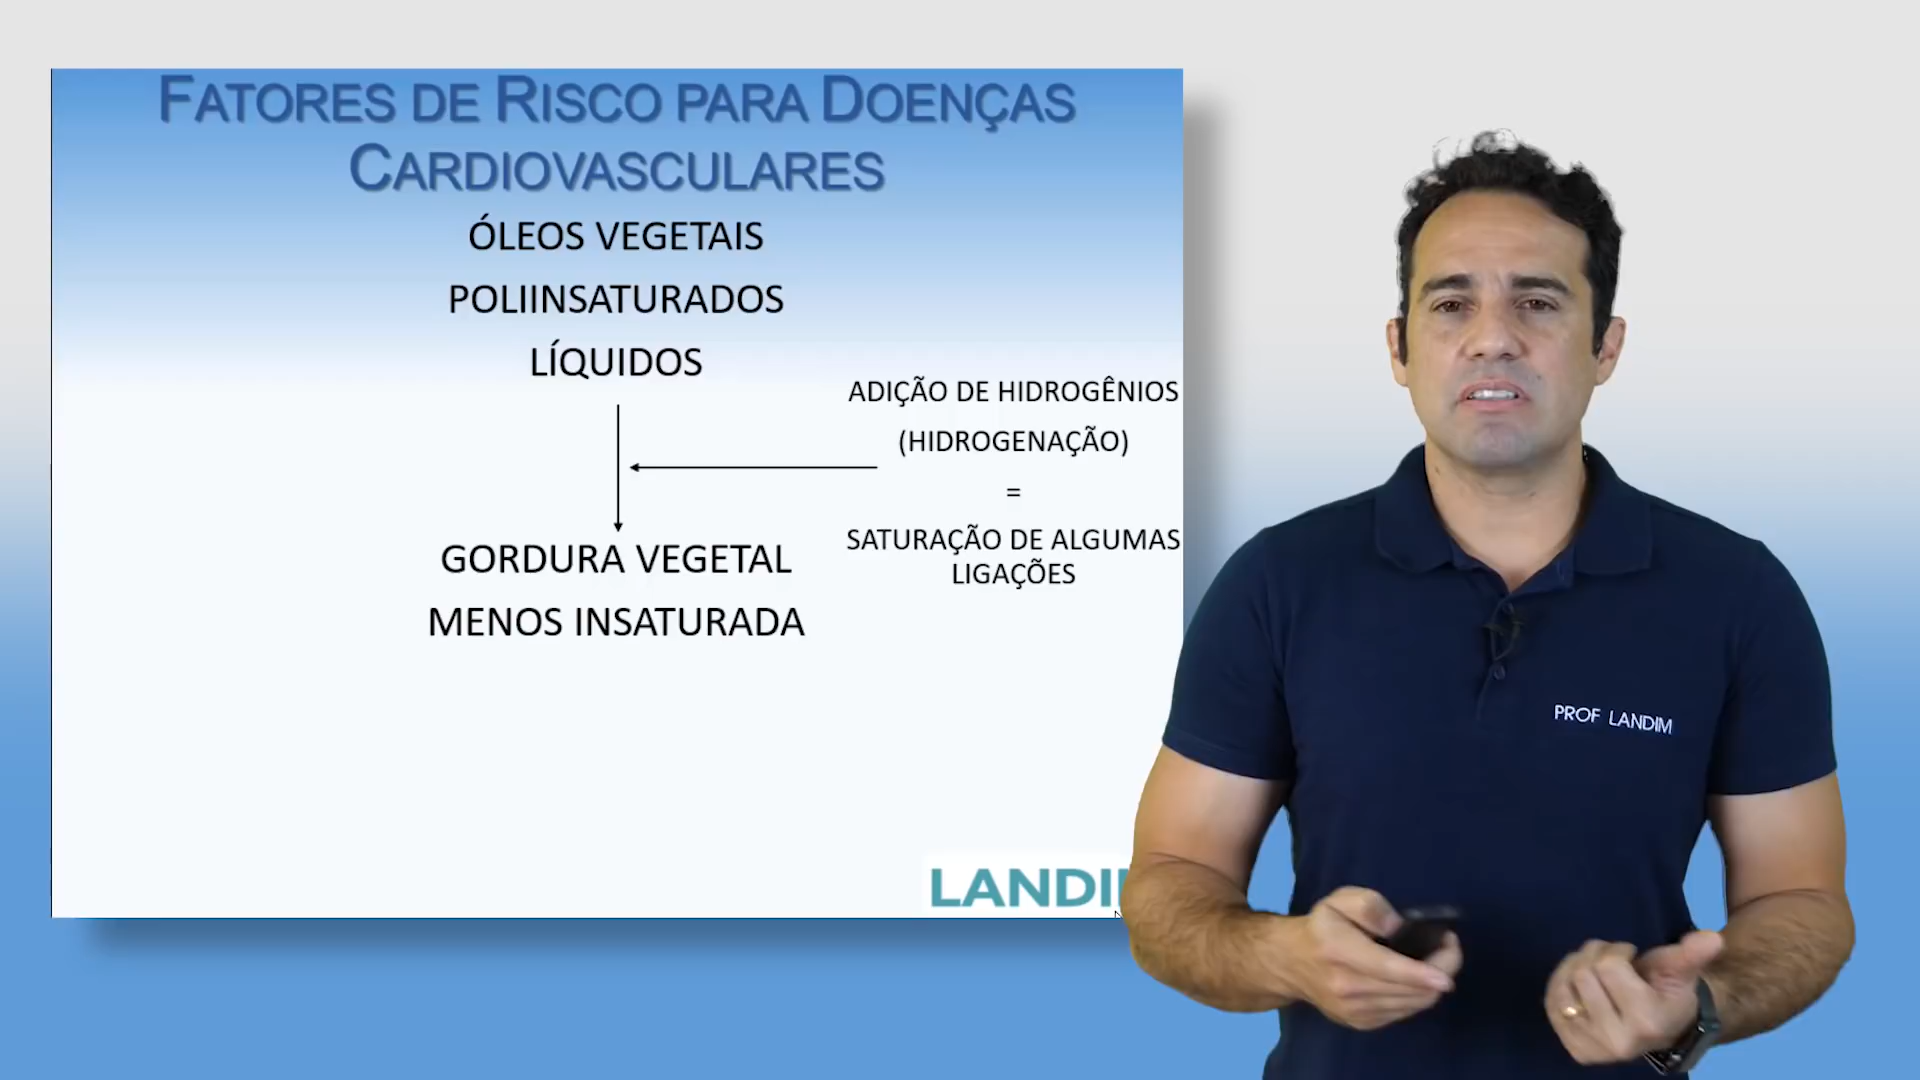 FATORES DE RISCO PARA DOENÇAS
CARDIOVASCULARES
ÓLEOS VEGETAIS
POLIINSATURADOS
LÍQUIDOS
ADIÇÃO DE HIDROGÊNIOS
(HIDROGENAÇÃO)
=
SATURAÇÃO DE ALGUMAS
LIGAÇÕES
GORDURA VEGETAL
MENOS INSATURADA
PROF LANDIM